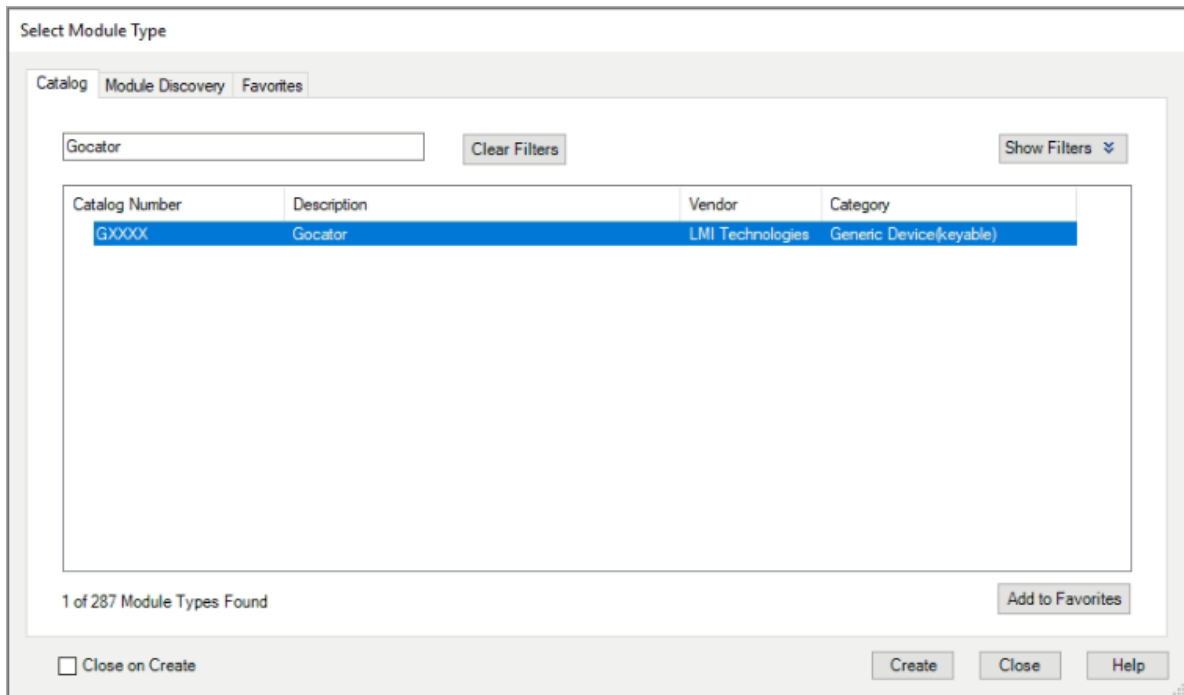 Select Module Type
Catalog Module Discovery Favorites
Gocator Clear Filters Show Filters
Catalog Number Description Vendor Category
GXXXX Gocator LMI Technologies Generic Device(keyable)
1 of 287 Module Types Found Add to Favorites
Close on Create Create Close Help